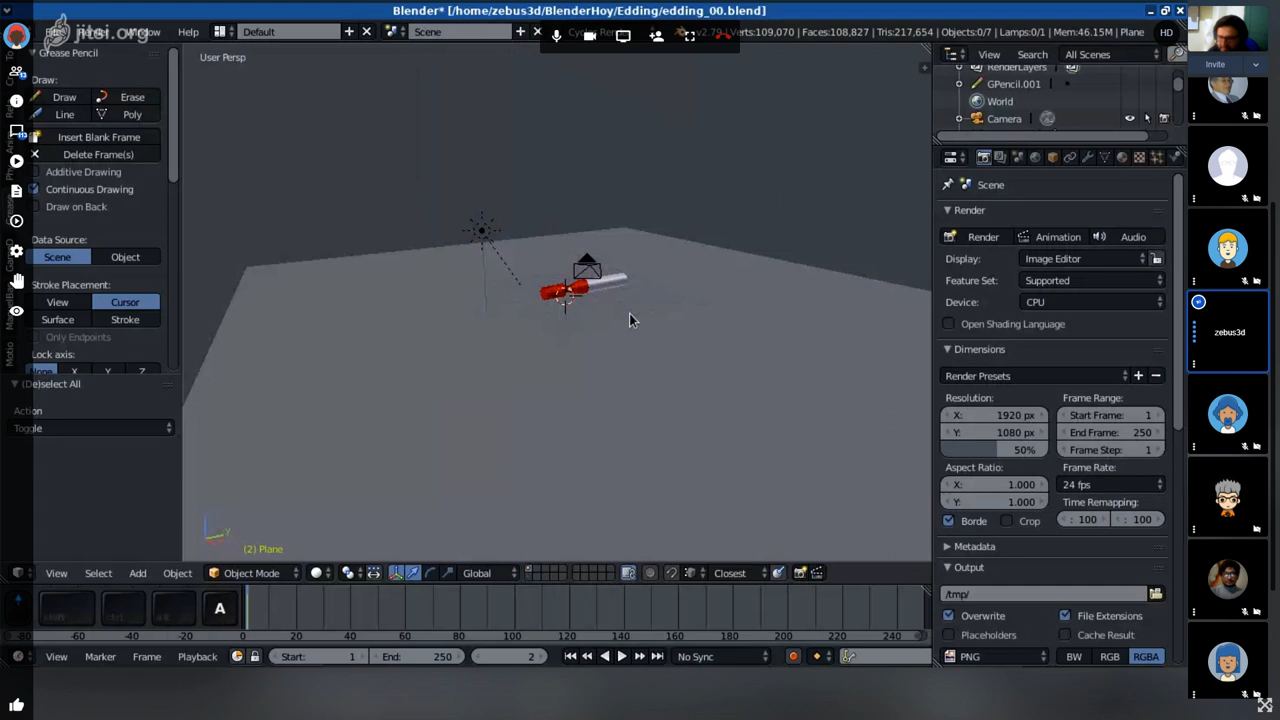 Blender* [/home/zebus3d/BlenderHoy/Edding/edding_00.blend]
jitsi.org
Window
Help
Default
Scene
v2.79 | Verts:109,070 | Faces:108,827 | Tris:217,654 | Objects:0/7 | Lamps:0/1 | Mem:46.15M | Plane
HD
Grease Pencil
User Persp
View
Search
All Scenes
Invite
RenderLayers
GPencil.001
World
Camera
Draw:
Draw
Erase
Line
Poly
Insert Blank Frame
Delete Frame(s)
Additive Drawing
Continuous Drawing
Draw on Back
Data Source:
Scene
Object
Stroke Placement:
View
Cursor
Surface
Stroke
Only Endpoints
Lock axis:
None
X
Y
Z
(De)select All
Action
Toggle
Scene
Render
Render
Animation
Audio
Display:
Image Editor
Feature Set:
Supported
Device:
CPU
Open Shading Language
Dimensions
Render Presets
Resolution:
Frame Range:
X:
1920 px
Start Frame:
1
Y:
1080 px
End Frame:
250
50%
Frame Step:
1
Aspect Ratio:
Frame Rate:
X:
1.000
24 fps
Y:
1.000
Time Remapping:
Borde
Crop
: 100
: 100
Metadata
Output
/tmp/
Overwrite
File Extensions
Placeholders
Cache Result
PNG
BW
RGB
RGBA
zebus3d
(2) Plane
View
Select
Add
Object
Object Mode
Global
Closest
A
-80
-60
-40
-20
0
20
40
60
80
100
120
140
160
180
200
220
240
View
Marker
Frame
Playback
Start:
1
End:
250
2
No Sync